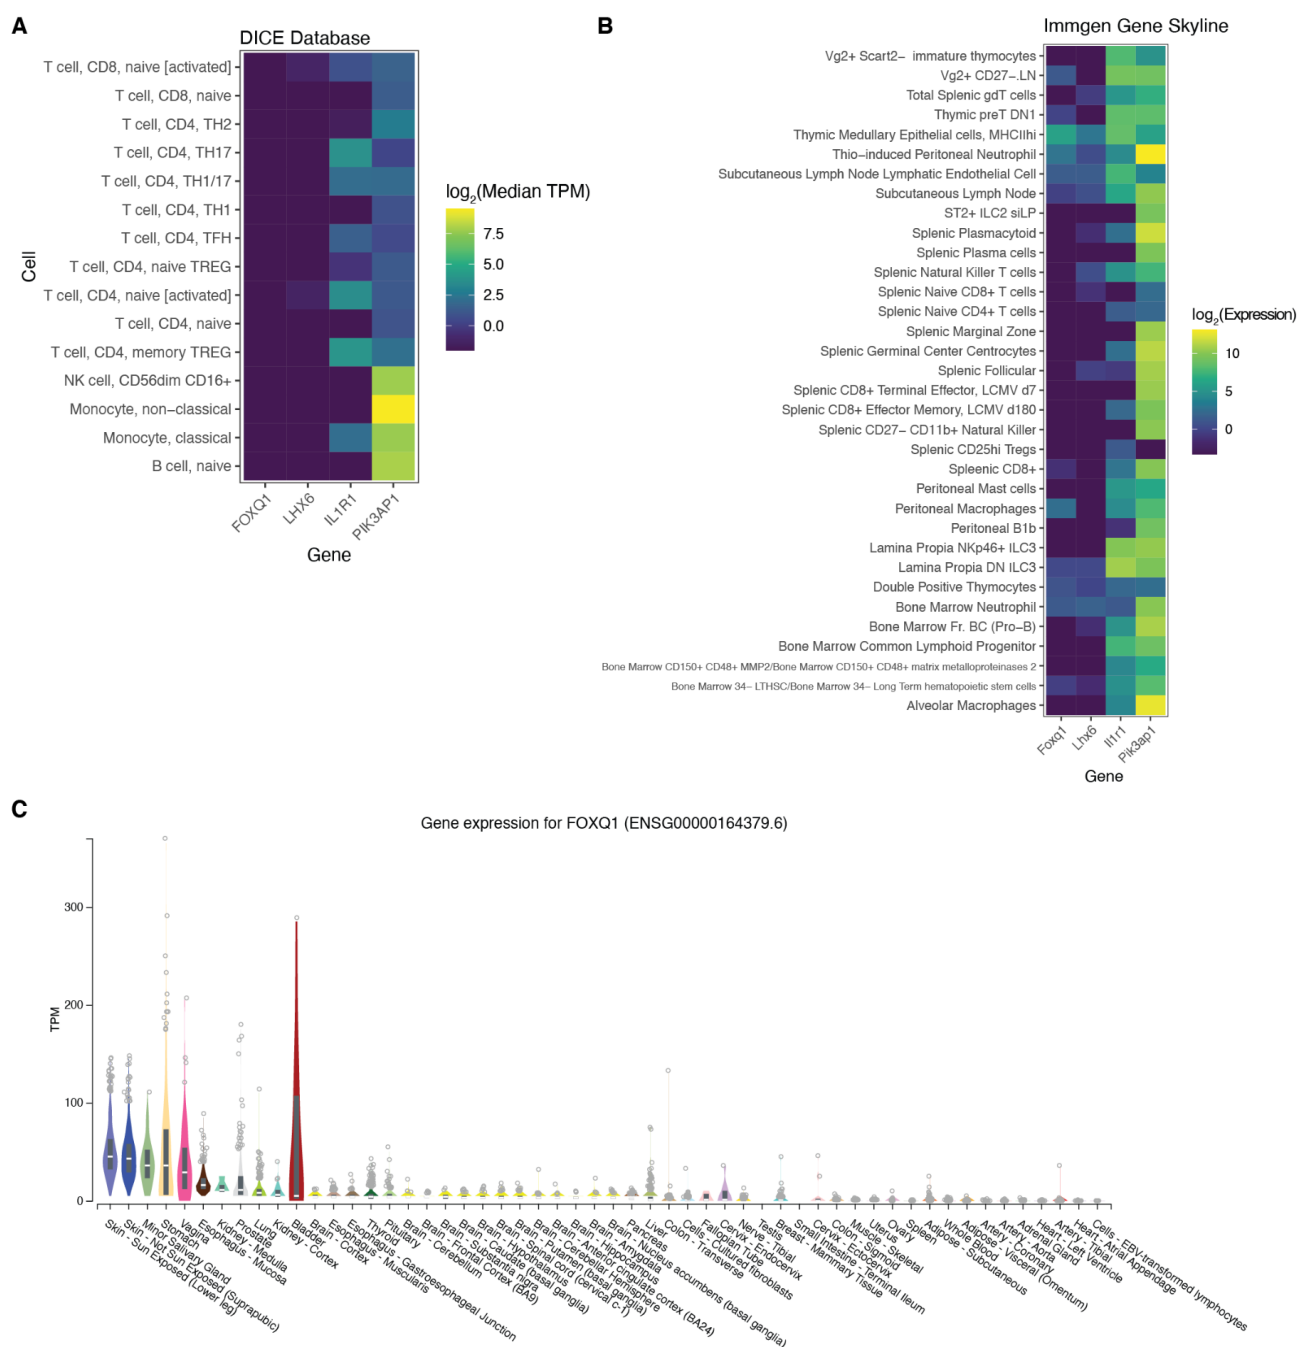 A
DICE Database
T cell, CD8, naive [activated]
T cell, CD8, naive
T cell, CD4, TH2
T cell, CD4, TH17
T cell, CD4, TH1/17
T cell, CD4, TH1
T cell, CD4, TFH
T cell, CD4, naive TREG
T cell, CD4, naive [activated]
T cell, CD4, naive
T cell, CD4, memory TREG
NK cell, CD56dim CD16+
Monocyte, non-classical
Monocyte, classical
B cell, naive
Cell
FOXQ1
LHX6
IL1R1
PIK3AP1
Gene
log2(Median TPM)
7.5
5.0
2.5
0.0
B
Immgen Gene Skyline
Vg2+ Scart2− immature thymocytes
Vg2+ CD27−.LN
Total Splenic gdT cells
Thymic preT DN1
Thymic Medullary Epithelial cells, MHCIIhi
Thio-induced Peritoneal Neutrophil
Subcutaneous Lymph Node Lymphatic Endothelial Cell
Subcutaneous Lymph Node
ST2+ ILC2 siLP
Splenic Plasmacytoid
Splenic Plasma cells
Splenic Natural Killer T cells
Splenic Naive CD8+ T cells
Splenic Naive CD4+ T cells
Splenic Marginal Zone
Splenic Germinal Center Centrocytes
Splenic Follicular
Splenic CD8+ Terminal Effector, LCMV d7
Splenic CD8+ Effector Memory, LCMV d180
Splenic CD27− CD11b+ Natural Killer
Splenic CD25hi Tregs
Spleenic CD8+
Peritoneal Mast cells
Peritoneal Macrophages
Peritoneal B1b
Lamina Propia NKp46+ ILC3
Lamina Propia DN ILC3
Double Positive Thymocytes
Bone Marrow Neutrophil
Bone Marrow Fr. BC (Pro−B)
Bone Marrow Common Lymphoid Progenitor
Bone Marrow CD150+ CD48+ MMP2/Bone Marrow CD150+ CD48+ matrix metalloproteinases 2
Bone Marrow 34− LTHSC/Bone Marrow 34− Long Term hematopoietic stem cells
Alveolar Macrophages
Foxq1
Lhx6
Il1r1
Pik3ap1
Gene
log2(Expression)
10
5
0
C
Gene expression for FOXQ1 (ENSG00000164379.6)
TPM
300
200
100
0
Skin - Sun Exposed (Lower leg)
Skin - Not Sun Exposed (Suprapubic)
Minor Salivary Gland
Stomach
Vagina
Esophagus - Mucosa
Kidney - Medulla
Prostate
Lung
Kidney - Cortex
Bladder
Brain - Cortex
Esophagus - Gastroesophageal Junction
Esophagus - Muscularis
Thyroid
Pituitary
Brain - Cerebellum
Brain - Frontal Cortex (BA9)
Brain - Substantia nigra
Brain - Caudate (basal ganglia)
Brain - Hypothalamus
Brain - Spinal cord (cervical c-1)
Brain - Putamen (basal ganglia)
Brain - Cerebellar Hemisphere
Brain - Hippocampus
Brain - Anterior cingulate cortex (BA24)
Brain - Amygdala
Brain - Nucleus accumbens (basal ganglia)
Pancreas
Liver
Colon - Transverse
Cells - Cultured fibroblasts
Fallopian Tube
Cervix - Endocervix
Nerve - Tibial
Testis
Breast - Mammary Tissue
Small Intestine - Terminal Ileum
Cervix - Ectocervix
Colon - Sigmoid
Muscle - Skeletal
Uterus
Ovary
Spleen
Adipose - Subcutaneous
Whole Blood
Adipose - Visceral (Omentum)
Artery - Coronary
Artery - Aorta
Adrenal Gland
Heart - Left Ventricle
Artery - Tibial
Heart - Atrial Appendage
Cells - EBV-transformed lymphocytes